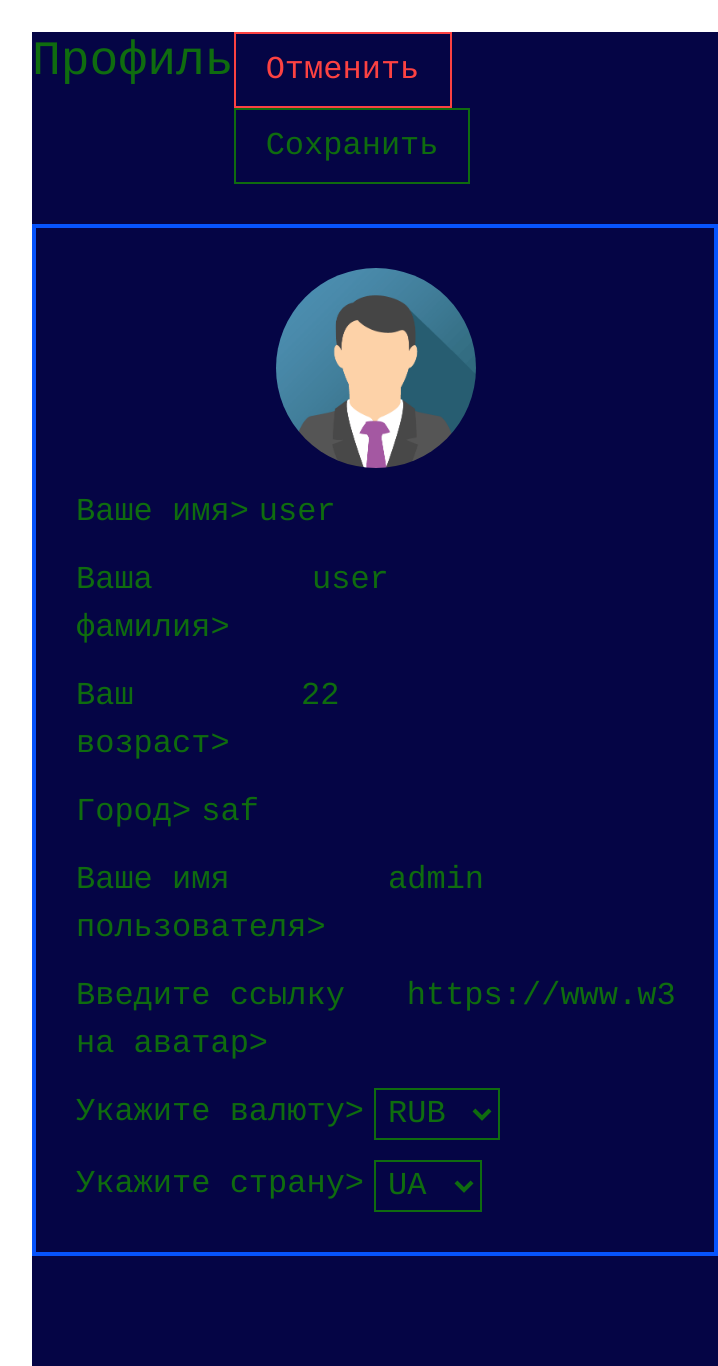 Профиль Отменить
Сохранить
Ваше имя> user
Ваша user
фамилия>
Ваш 22
возраст>
Город> saf
Ваше имя admin
пользователя>
Введите ссылку https://www.w3
на аватар>
Укажите валюту> RUB
Укажите страну> UA